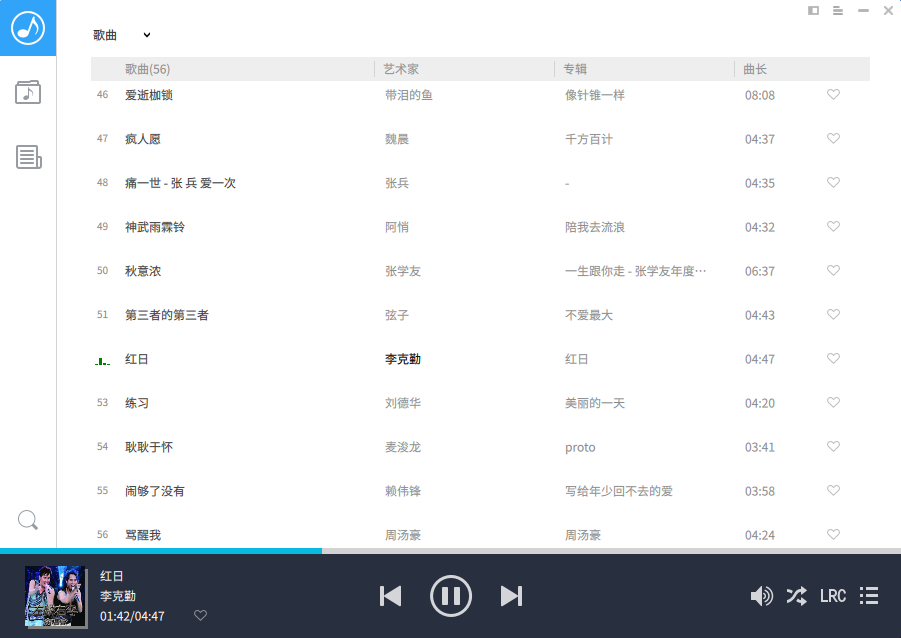 歌曲
歌曲(56) 艺术家 专辑 曲长
46 爱逝枷锁 带泪的鱼 像针锥一样 08:08
47 疯人愿 魏晨 千方百计 04:37
48 痛一世 - 张 兵 爱一次 张兵 - 04:35
49 神武雨霖铃 阿悄 陪我去流浪 04:32
50 秋意浓 张学友 一生跟你走 - 张学友年度… 06:37
51 第三者的第三者 弦子 不爱最大 04:43
红日 李克勤 红日 04:47
53 练习 刘德华 美丽的一天 04:20
54 耿耿于怀 麦浚龙 proto 03:41
55 闹够了没有 赖伟锋 写给年少回不去的爱 03:58
56 骂醒我 周汤豪 周汤豪 04:24
红日
李克勤
01:42/04:47
LRC